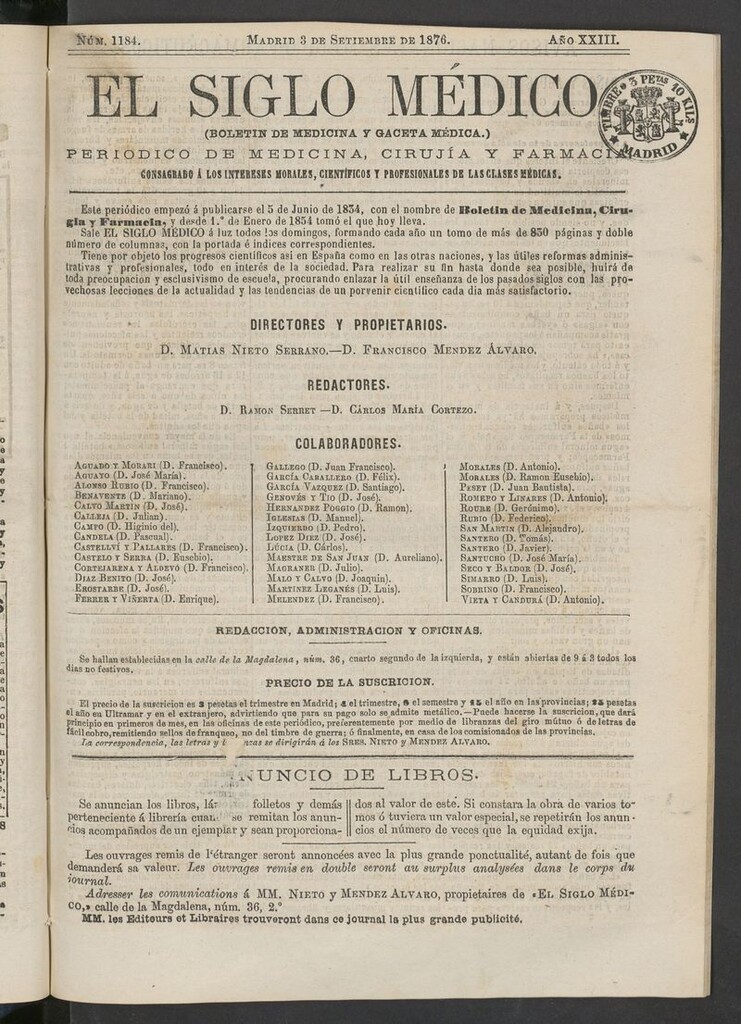 Núm. 1184. Madrid 3 de Setiembre de 1876. Año XXIII.
EL SIGLO MÉDICO
TIMBRE 3 PETAS 10 KILS
MADRID
(BOLETIN DE MEDICINA Y GACETA MÉDICA.)
PERIODICO DE MEDICINA, CIRUJÍA Y FARMACI
CONSAGRADO Á LOS INTERESES MORALES, CIENTÍFICOS Y PROFESIONALES DE LAS CLASES MÉDICAS.
Este periódico empezó á publicarse el 5 de Junio de 1834, con el nombre de Boletin de Medicina, Ciru-
gia y Farmacia, y desde 1.º de Enero de 1854 tomó el que hoy lleva.
Sale EL SIGLO MÉDICO á luz todos los domingos, formando cada año un tomo de más de 850 páginas y doble
número de columnas, con la portada é índices correspondientes.
Tiene por objeto los progresos científicos asi en España como en las otras naciones, y las útiles reformas adminis-
trativas y profesionales, todo en interés de la sociedad. Para realizar su fin hasta donde sea posible, huirá de
toda preocupacion y esclusivismo de escuela, procurando enlazar la útil enseñanza de los pasados siglos con las pro-
vechosas lecciones de la actualidad y las tendencias de un porvenir científico cada dia más satisfactorio.
DIRECTORES Y PROPIETARIOS.
D. Matias Nieto Serrano.—D. Francisco Mendez Álvaro.
REDACTORES.
D. Ramon Serret —D. Cárlos María Cortezo.
COLABORADORES.
Aguado y Morari (D. Francisco).
Aguayo (D. José María).
Alonso Rubio (D. Francisco).
Benavente (D. Mariano).
Calvo Martin (D. José).
Calleja (D. Julian).
Campo (D. Higinio del).
Candela (D. Pascual).
Castellví y Pallares (D. Francisco).
Castelo y Serra (D. Eusebio).
Cortejarena y Aldevó (D. Francisco).
Diaz Benito (D. José).
Erostarbe (D. José).
Ferrer y Viñerta (D. Enrique).
Gallego (D. Juan Francisco).
García Caballero (D. Félix).
García Vazquez (D. Santiago).
Genovés y Tio (D. José).
Hernandez Poggio (D. Ramon).
Iglesias (D. Manuel).
Izquierdo (D. Pedro).
Lopez Diez (D. José).
Lúcia (D. Cárlos).
Maestre de San Juan (D. Aureliano).
Magraner (D. Julio).
Malo y Calvo (D. Joaquin).
Martinez Leganés (D. Luis).
Melendez (D. Francisco).
Morales (D. Antonio).
Morales (D. Ramon Eusebio).
Peset (D. Juan Bautista).
Romero y Linares (D. Antonio).
Roure (D. Gerónimo).
Rubio (D. Federico).
San Martin (D. Alejandro).
Santero (D. Tomás).
Santero (D. Javier).
Santucho (D. José María).
Seco y Baldor (D. José).
Simarro (D. Luis).
Sobrino (D. Francisco).
Vieta y Candurá (D. Antonio).
REDACCION, ADMINISTRACION Y OFICINAS.
Se hallan establecidas en la calle de la Magdalena, núm. 36, cuarto segundo de la izquierda, y están abiertas de 9 á 3 todos los
dias no festivos.
PRECIO DE LA SUSCRICION.
El precio de la suscricion es 3 pesetas el trimestre en Madrid; 4 el trimestre, 8 el semestre y 15 el año en las provincias; 25 pesetas
el año en Ultramar y en el extranjero, advirtiendo que para su pago solo se admite metálico.—Puede hacerse la suscricion, que dará
principio en primeros de mes, en las oficinas de este periódico, preferentemente por medio de libranzas del giro mútuo ó de letras de
fácil cobro, remitiendo sellos de franqueo, no del timbre de guerra; ó finalmente, en casa de los comisionados de las provincias.
La correspondencia, las letras y l nzas se dirigirán á los Sres. Nieto y Mendez Alvaro.
NUNCIO DE LIBROS.
Se anuncian los libros, lá folletos y demás
perteneciente á librería cuan se remitan los anun-
cios acompañados de un ejemplar y sean proporciona-
dos al valor de este. Si constara la obra de varios to-
mos ó tuviera un valor especial, se repetirán los anun-
cios el número de veces que la equidad exija.
Les ouvrages remis de l'étranger seront annoncées avec la plus grande ponctualité, autant de fois que
demanderá sa valeur. Les ouvrages remis en double seront au surplus analysées dans le corps du
journal.
Adresser les comunications á MM. Nieto y Mendez Alvaro, propietaires de «El Siglo Médi-
co,» calle de la Magdalena, núm. 36, 2.º
MM. les Editeurs et Libraires trouveront dans ce journal la plus grande publicité.